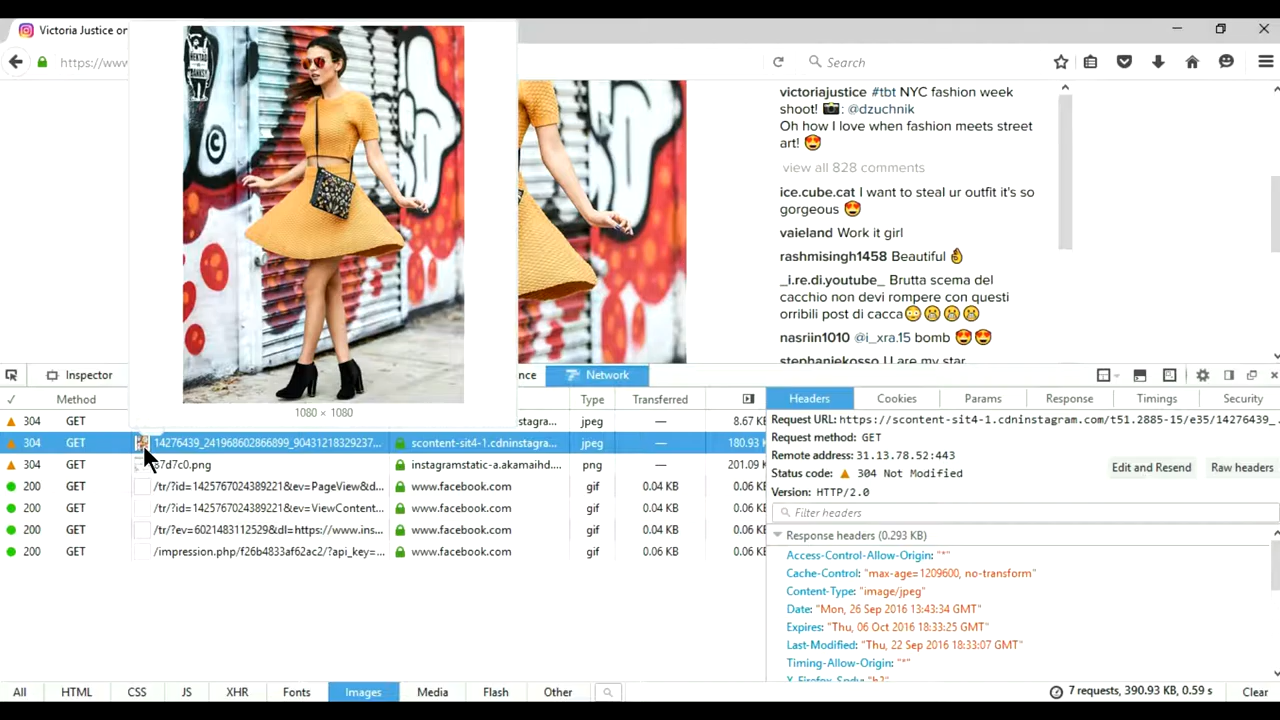 Victoria Justice on
https://www
Search
victoriajustice #tbt NYC fashion week
shoot! 📷: @dzuchnik
Oh how I love when fashion meets street
art! 😍
view all 828 comments
ice.cube.cat I want to steal ur outfit it's so
gorgeous 😍
vaieland Work it girl
rashmisingh1458 Beautiful 👌
_i.re.di.youtube_ Brutta scema del
cacchio non devi rompere con questi
orribili post di cacca😳😬😬😬
nasriin1010 @i_xra.15 bomb 😍😍
stephaniekosso U are my star
1080 × 1080
Inspector
nce
Network
✓ Method
Type
Transferred
304 GET
instagra...
jpeg — 8.67 K
304 GET 14276439_241968602866899_90431218329237... scontent-sit4-1.cdninstagra... jpeg — 180.93 K
304 GET 87d7c0.png instagramstatic-a.akamaihd.... png — 201.09 K
200 GET /tr/?id=1425767024389221&ev=PageView&d... www.facebook.com gif 0.04 KB 0.06 K
200 GET /tr/?id=1425767024389221&ev=ViewContent... www.facebook.com gif 0.04 KB 0.06 K
200 GET /tr/?ev=6021483112529&dl=https://www.ins... www.facebook.com gif 0.04 KB 0.06 K
200 GET /impression.php/f26b4833af62ac2/?api_key=... www.facebook.com gif 0.06 KB 0.06 K
Headers Cookies Params Response Timings Security
Request URL: https://scontent-sit4-1.cdninstagram.com/t51.2885-15/e35/14276439_.
Request method: GET
Remote address: 31.13.78.52:443
Status code: 304 Not Modified
Edit and Resend Raw headers
Version: HTTP/2.0
Filter headers
Response headers (0.293 KB)
Access-Control-Allow-Origin: "*"
Cache-Control: "max-age=1209600, no-transform"
Content-Type: "image/jpeg"
Date: "Mon, 26 Sep 2016 13:43:34 GMT"
Expires: "Thu, 06 Oct 2016 18:33:25 GMT"
Last-Modified: "Thu, 22 Sep 2016 18:33:07 GMT"
Timing-Allow-Origin: "*"
X-Firefox-Spdy: "h2"
All HTML CSS JS XHR Fonts Images Media Flash Other
7 requests, 390.93 KB, 0.59 s Clear